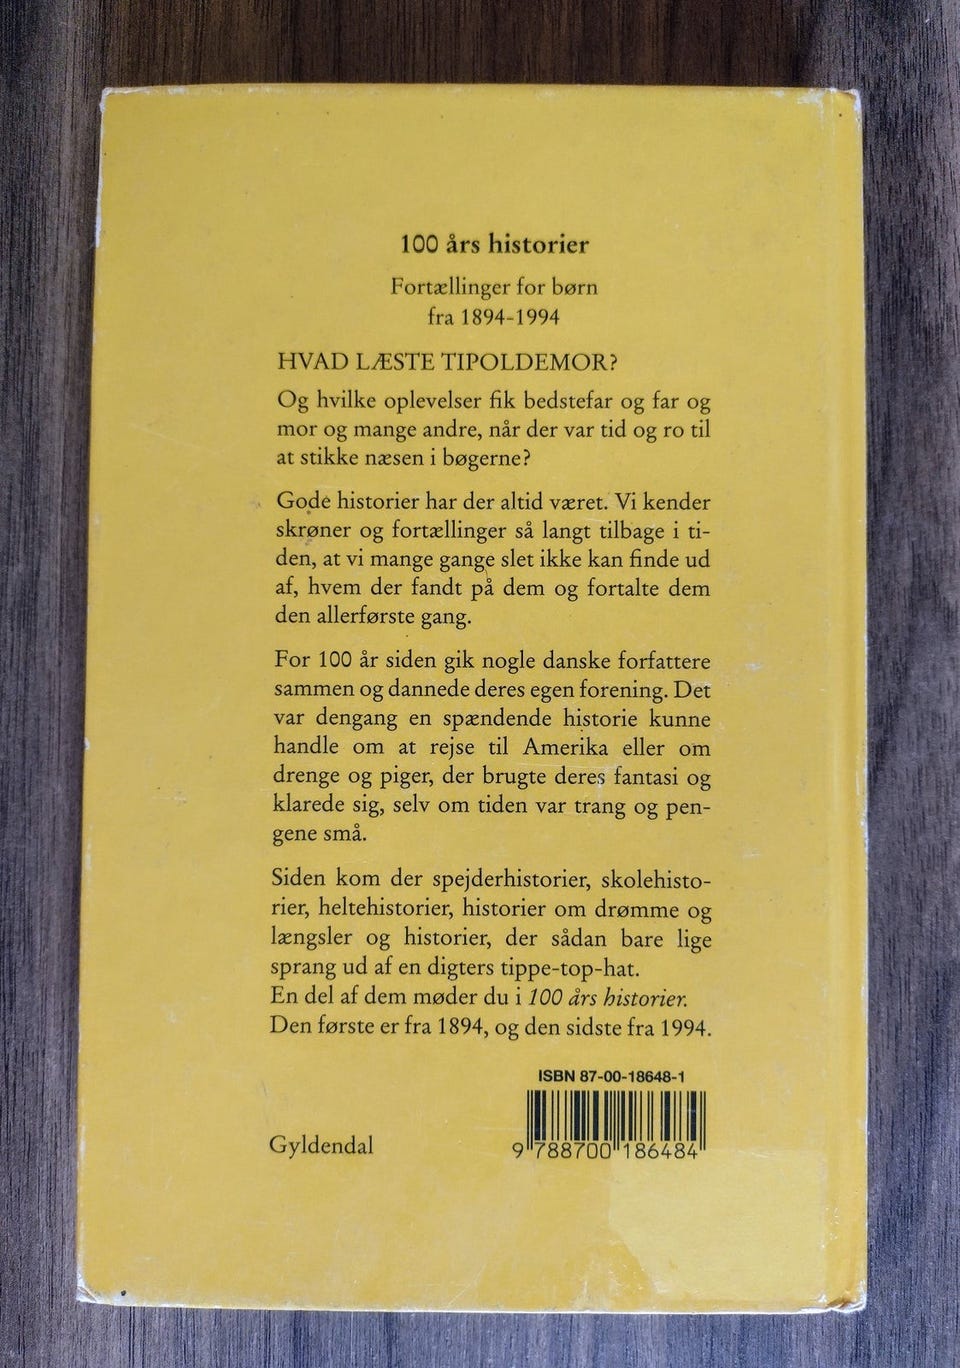 100 års historier
Fortællinger for børn
fra 1894-1994
HVAD LÆSTE TIPOLDEMOR?
Og hvilke oplevelser fik bedstefar og far og
mor og mange andre, når der var tid og ro til
at stikke næsen i bøgerne?
Gode historier har der altid været. Vi kender
skrøner og fortællinger så langt tilbage i ti-
den, at vi mange gange slet ikke kan finde ud
af, hvem der fandt på dem og fortalte dem
den allerførste gang.
For 100 år siden gik nogle danske forfattere
sammen og dannede deres egen forening. Det
var dengang en spændende historie kunne
handle om at rejse til Amerika eller om
drenge og piger, der brugte deres fantasi og
klarede sig, selv om tiden var trang og pen-
gene små.
Siden kom der spejderhistorier, skolehisto-
rier, heltehistorier, historier om drømme og
længsler og historier, der sådan bare lige
sprang ud af en digters tippe-top-hat.
En del af dem møder du i 100 års historier.
Den første er fra 1894, og den sidste fra 1994.
ISBN 87-00-18648-1
Gyldendal
9 788700 186484